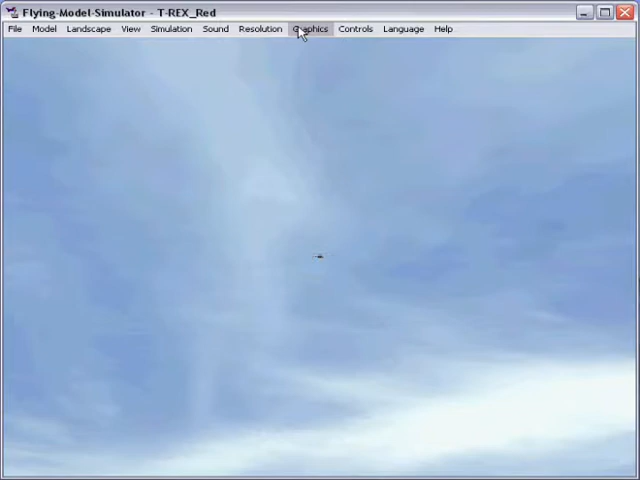 Flying-Model-Simulator - T-REX_Red
File Model Landscape View Simulation Sound Resolution Graphics Controls Language Help